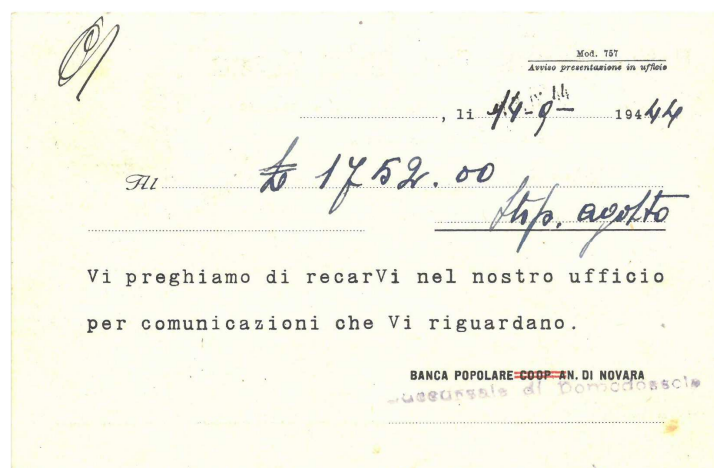 Mod. 757
Avviso presentazione in ufficio
, li 14-9- 1944
All £ 1752.00
Stip. agosto
Vi preghiamo di recarVi nel nostro ufficio
per comunicazioni che Vi riguardano.
BANCA POPOLARE COOP. AN. DI NOVARA
Succursale di Domodossola